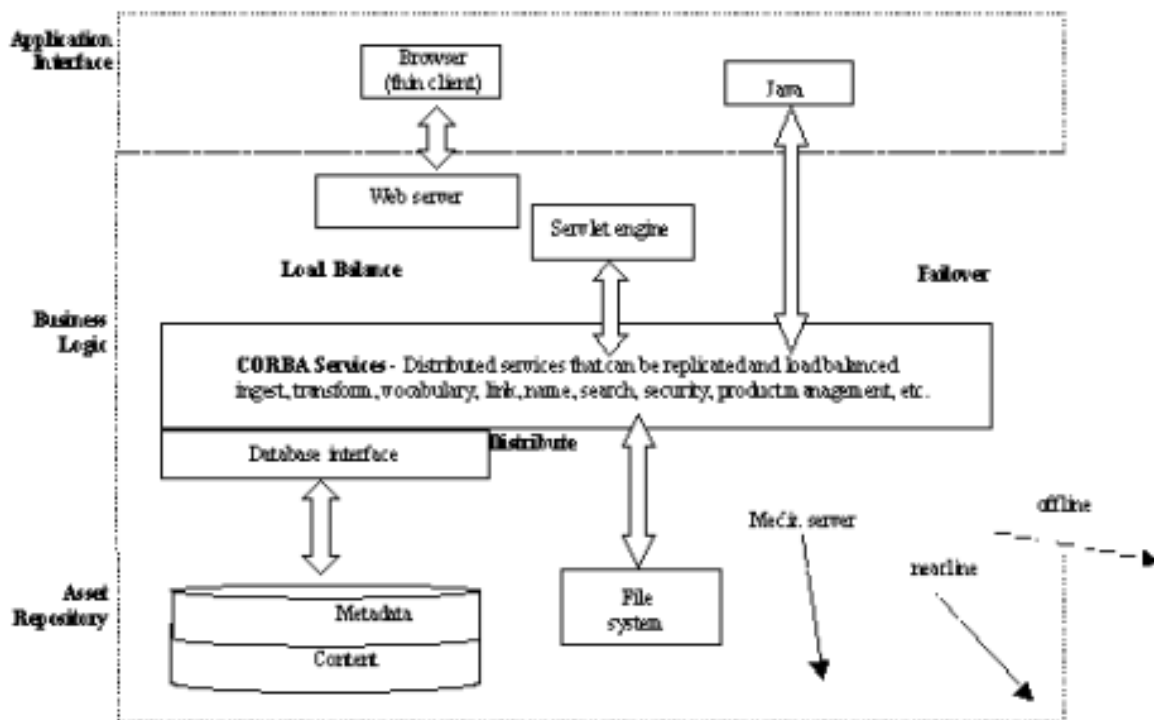 Application
Interface
Browser
(thin client)
Java
Web server
Servlet engine
Load Balance
Failover
Business
Logic
CORBA Services - Distributed services that can be replicated and load balanced
ingest, transform, vocabulary, link, name, search, security, product management, etc.
Distribute
Database interface
Media server
offline
nearline
Asset
Repository
Metadata
Content
File
system